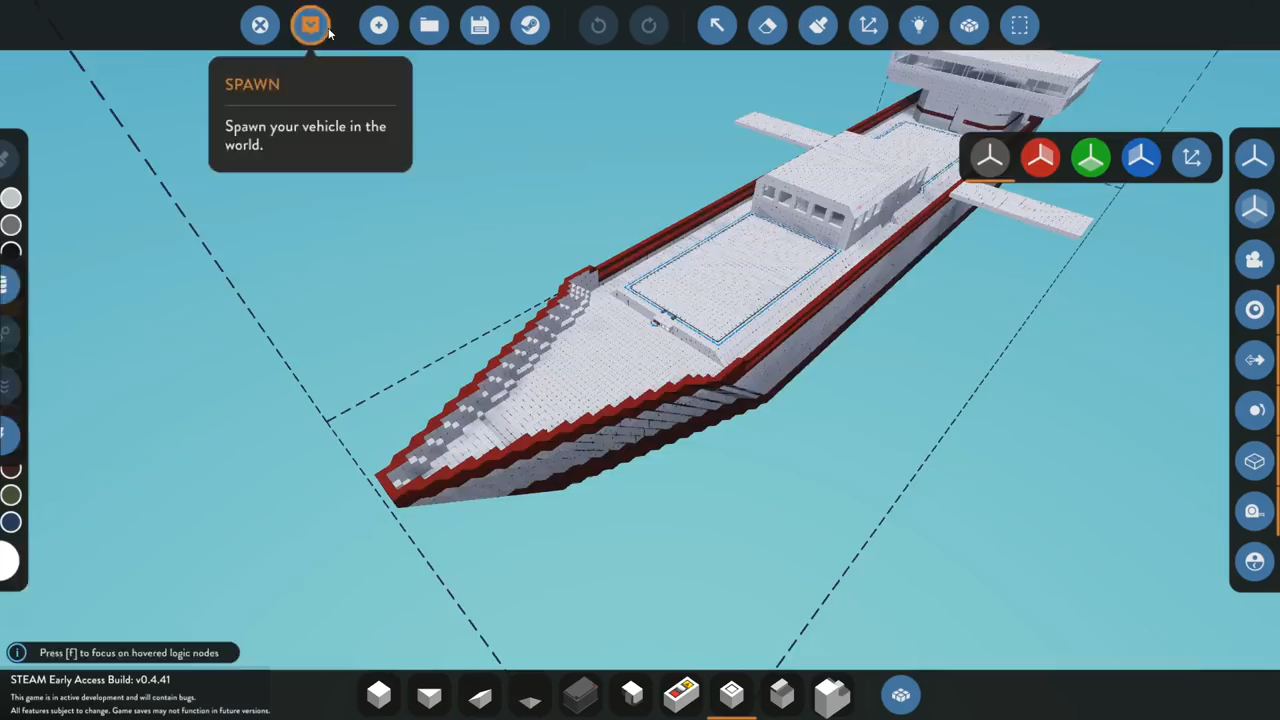 SPAWN
Spawn your vehicle in the
world.
Press [f] to focus on hovered logic nodes
STEAM Early Access Build: v0.4.41
This game is in active development and will contain bugs.
All features subject to change. Game saves may not function in future versions.